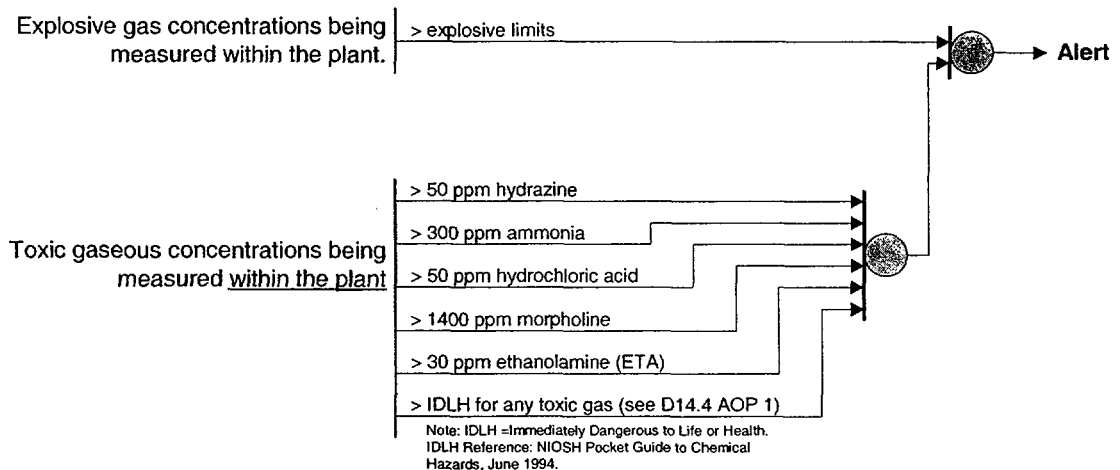 Explosive gas concentrations being
measured within the plant.
> explosive limits
Alert
Toxic gaseous concentrations being
measured within the plant
> 50 ppm hydrazine
> 300 ppm ammonia
> 50 ppm hydrochloric acid
> 1400 ppm morpholine
> 30 ppm ethanolamine (ETA)
> IDLH for any toxic gas (see D14.4 AOP 1)
Note: IDLH =Immediately Dangerous to Life or Health.
IDLH Reference: NIOSH Pocket Guide to Chemical
Hazards, June 1994.